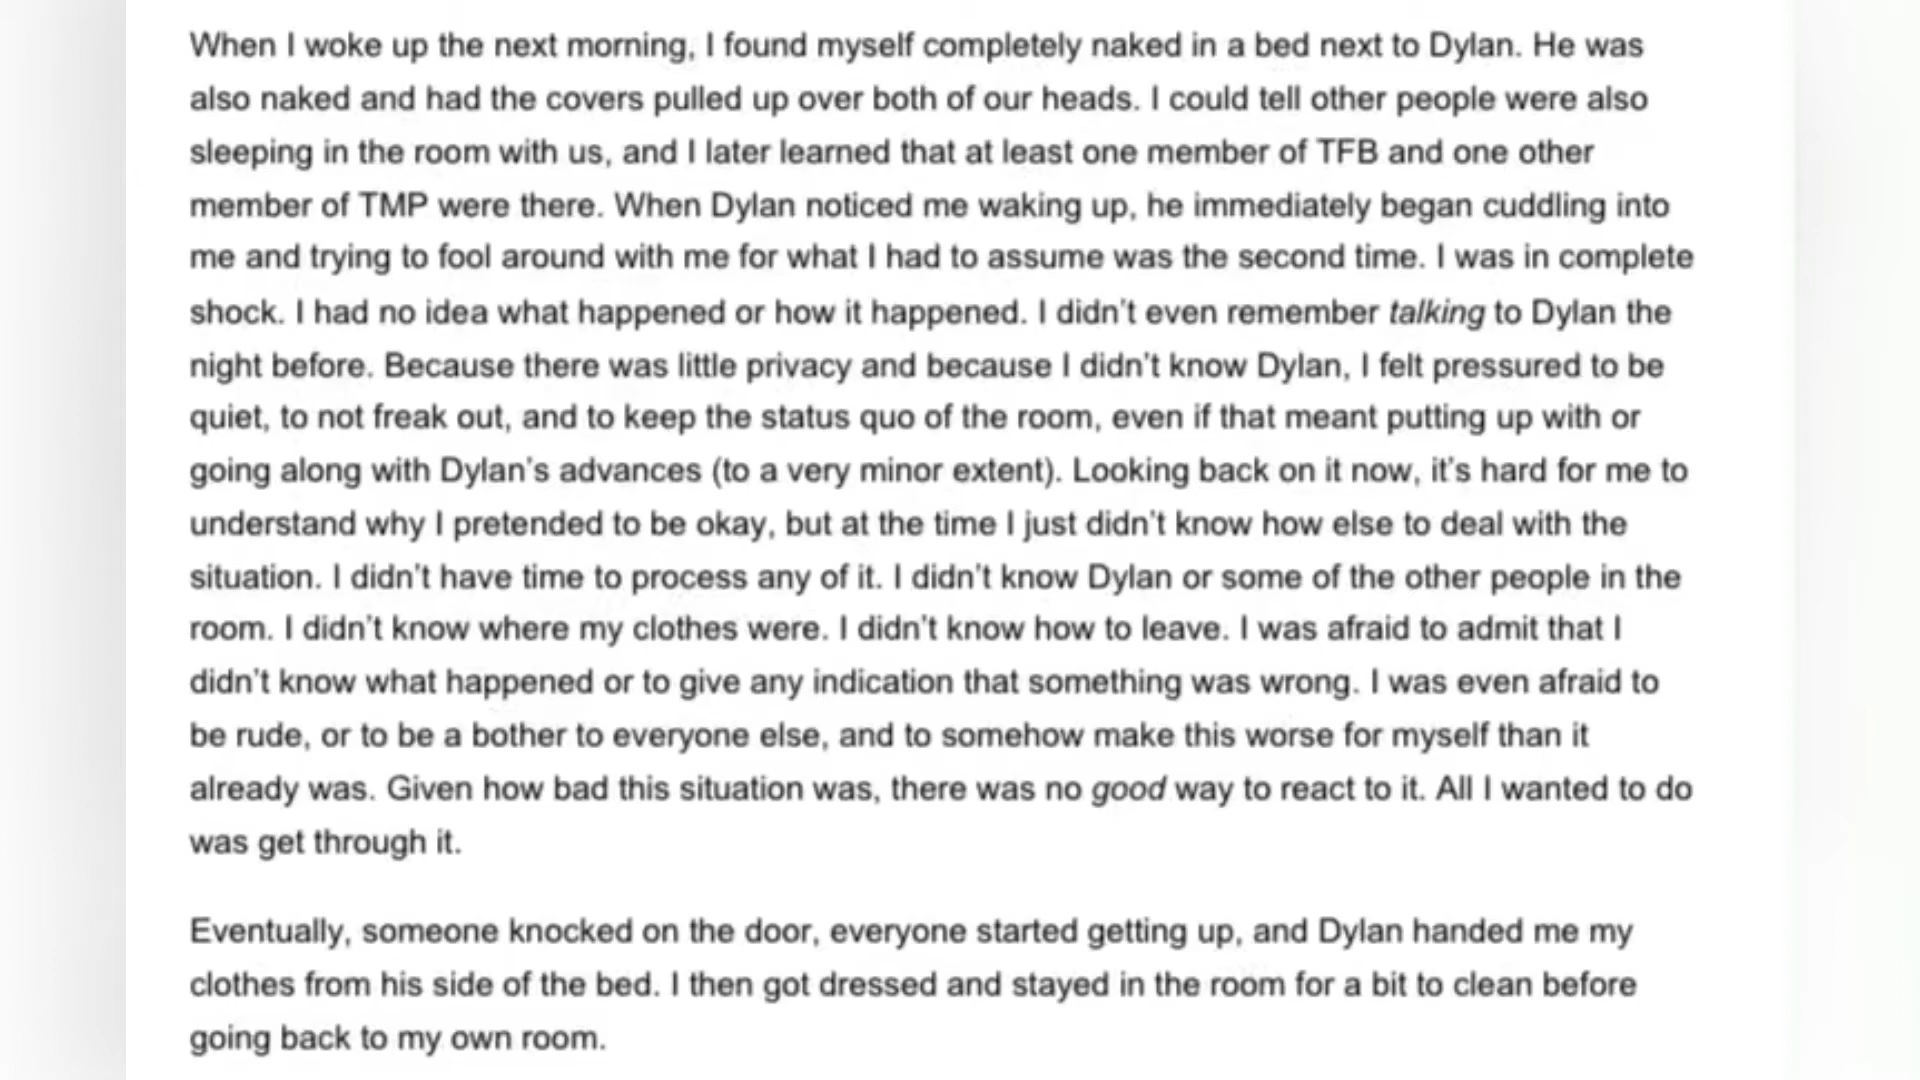 When I woke up the next morning, I found myself completely naked in a bed next to Dylan. He was
also naked and had the covers pulled up over both of our heads. I could tell other people were also
sleeping in the room with us, and I later learned that at least one member of TFB and one other
member of TMP were there. When Dylan noticed me waking up, he immediately began cuddling into
me and trying to fool around with me for what I had to assume was the second time. I was in complete
shock. I had no idea what happened or how it happened. I didn't even remember talking to Dylan the
night before. Because there was little privacy and because I didn't know Dylan, I felt pressured to be
quiet, to not freak out, and to keep the status quo of the room, even if that meant putting up with or
going along with Dylan's advances (to a very minor extent). Looking back on it now, it's hard for me to
understand why I pretended to be okay, but at the time I just didn't know how else to deal with the
situation. I didn't have time to process any of it. I didn't know Dylan or some of the other people in the
room. I didn't know where my clothes were. I didn't know how to leave. I was afraid to admit that I
didn't know what happened or to give any indication that something was wrong. I was even afraid to
be rude, or to be a bother to everyone else, and to somehow make this worse for myself than it
already was. Given how bad this situation was, there was no good way to react to it. All I wanted to do
was get through it.
Eventually, someone knocked on the door, everyone started getting up, and Dylan handed me my
clothes from his side of the bed. I then got dressed and stayed in the room for a bit to clean before
going back to my own room.